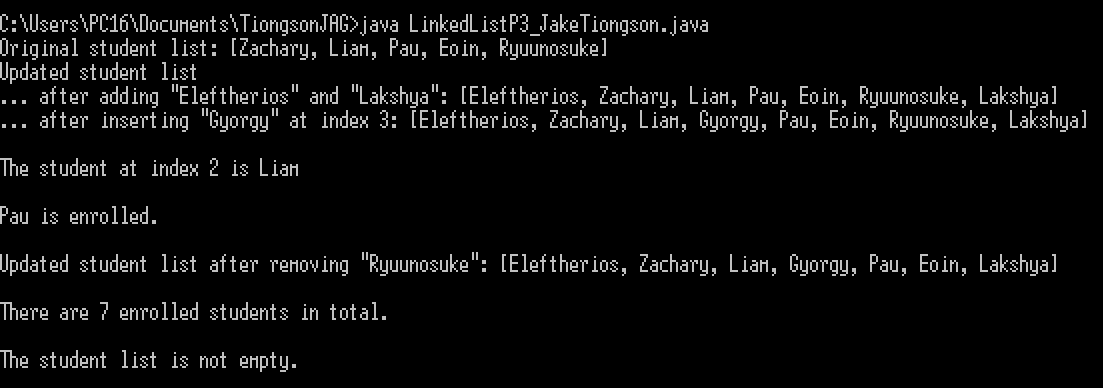 C:\Users\PC16\Documents\TiongsonJAG>java LinkedListP3_JakeTiongson.java
Original student list: [Zachary, Liam, Pau, Eoin, Ryuunosuke]
Updated student list
... after adding "Eleftherios" and "Lakshya": [Eleftherios, Zachary, Liam, Pau, Eoin, Ryuunosuke, Lakshya]
... after inserting "Gyorgy" at index 3: [Eleftherios, Zachary, Liam, Gyorgy, Pau, Eoin, Ryuunosuke, Lakshya]
The student at index 2 is Liam
Pau is enrolled.
Updated student list after removing "Ryuunosuke": [Eleftherios, Zachary, Liam, Gyorgy, Pau, Eoin, Lakshya]
There are 7 enrolled students in total.
The student list is not empty.